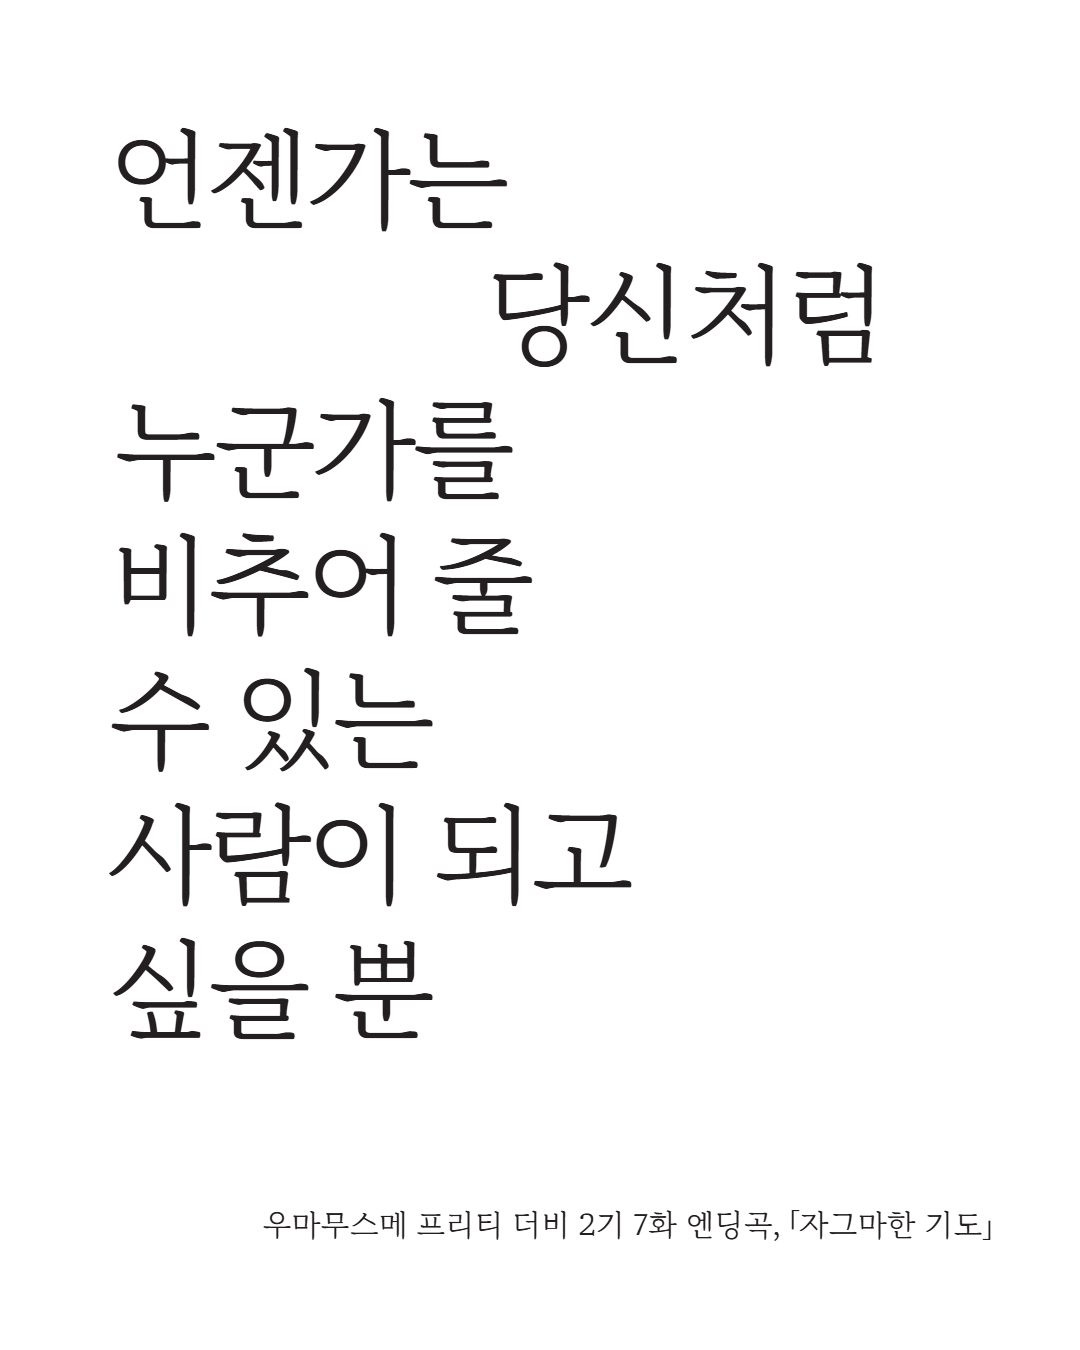 언젠가는
당신처럼
누군가를
비추어 줄
수 있는
사람이 되고
싶을 뿐
우마무스메 프리티 더비 2기 7화 엔딩곡, 「자그마한 기도」